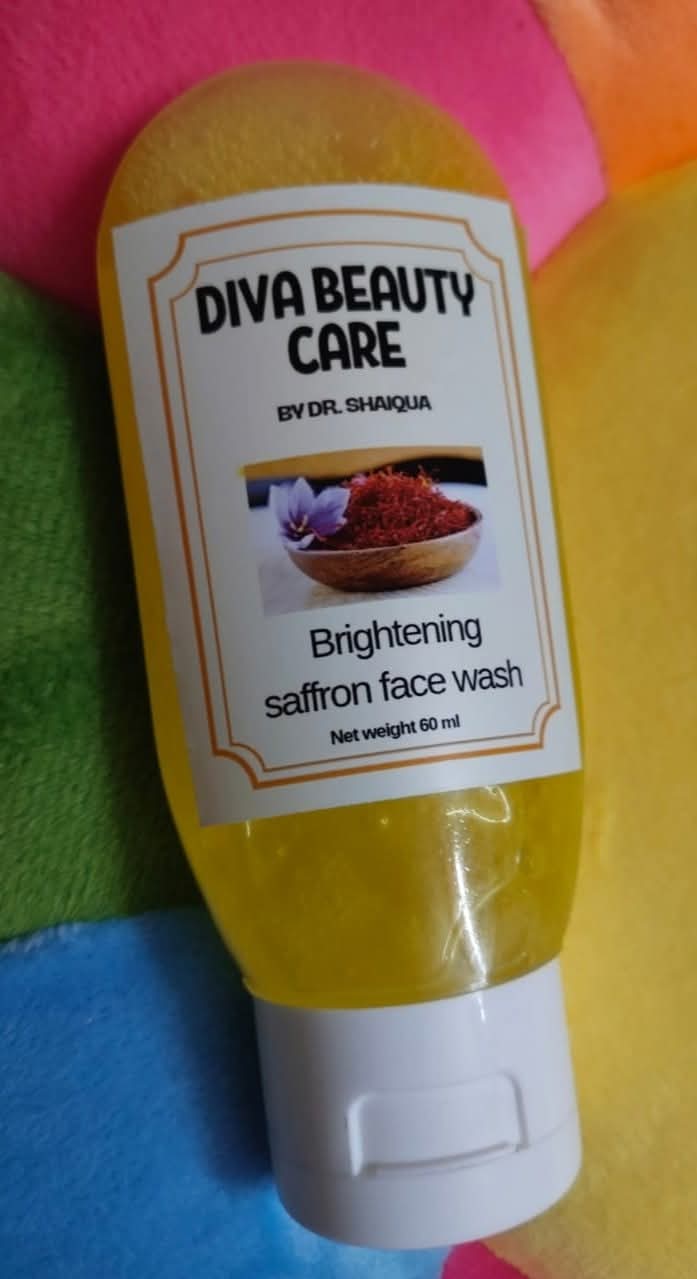 DIVA BEAUTY
CARE
BY DR. SHAIQUA
Brightening
saffron face wash
Net weight 60 ml